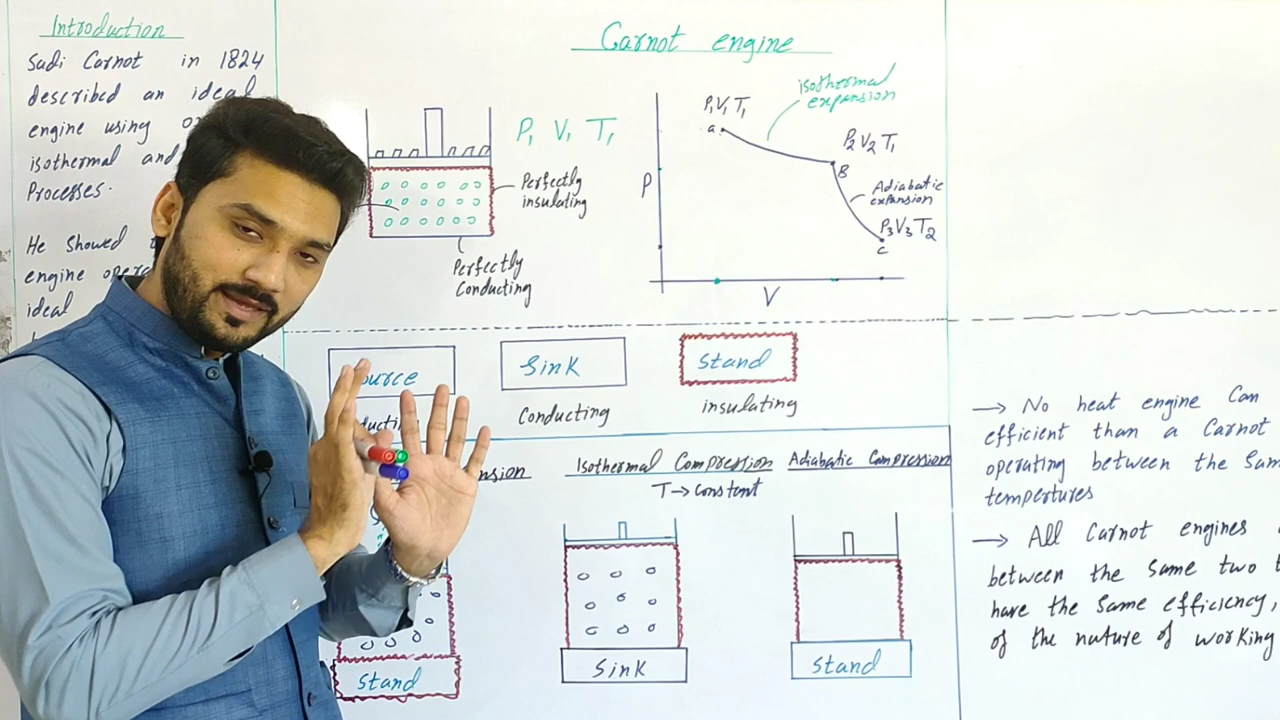 Introduction
Sadi Carnot in 1824
described an ideal
engine using
isothermal and
Processes.
He showed
engine
ideal
Carnot engine
P1 V1 T1
Perfectly
insulating
Perfectly
Conducting
isothermal
expansion
P1V1T1
a
P2V2T1
B
Adiabatic
expansion
P3V3T2
C
P
V
Sink
Conducting
Stand
insulating
Isothermal Compression
T→constant
Adiabatic Compression
Stand
Sink
Stand
→ No heat engine Can
efficient than a Carnot
operating between the Sam
tempertures
→ All Carnot engines
between the Same two
have the Same efficiency,
of the nature of working